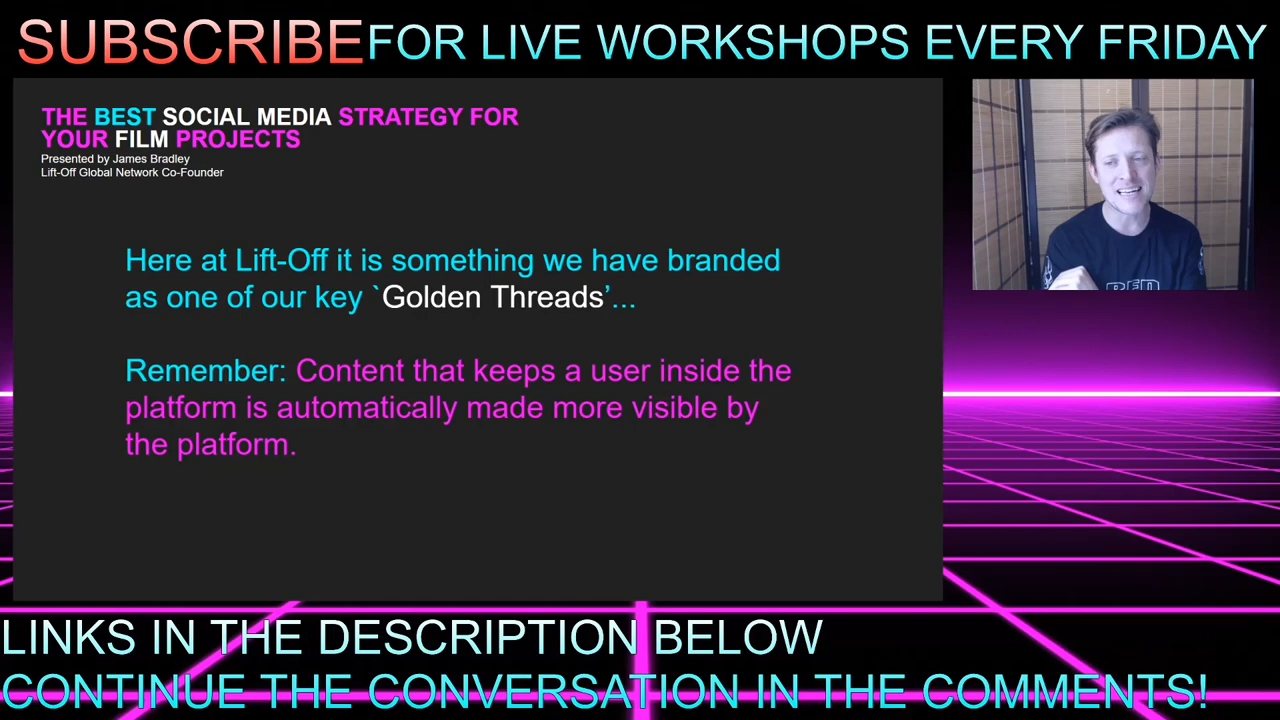 SUBSCRIBE FOR LIVE WORKSHOPS EVERY FRIDAY
THE BEST SOCIAL MEDIA STRATEGY FOR
YOUR FILM PROJECTS
Presented by James Bradley
Lift-Off Global Network Co-Founder
Here at Lift-Off it is something we have branded
as one of our key `Golden Threads’...
Remember: Content that keeps a user inside the
platform is automatically made more visible by
the platform.
LINKS IN THE DESCRIPTION BELOW
CONTINUE THE CONVERSATION IN THE COMMENTS!